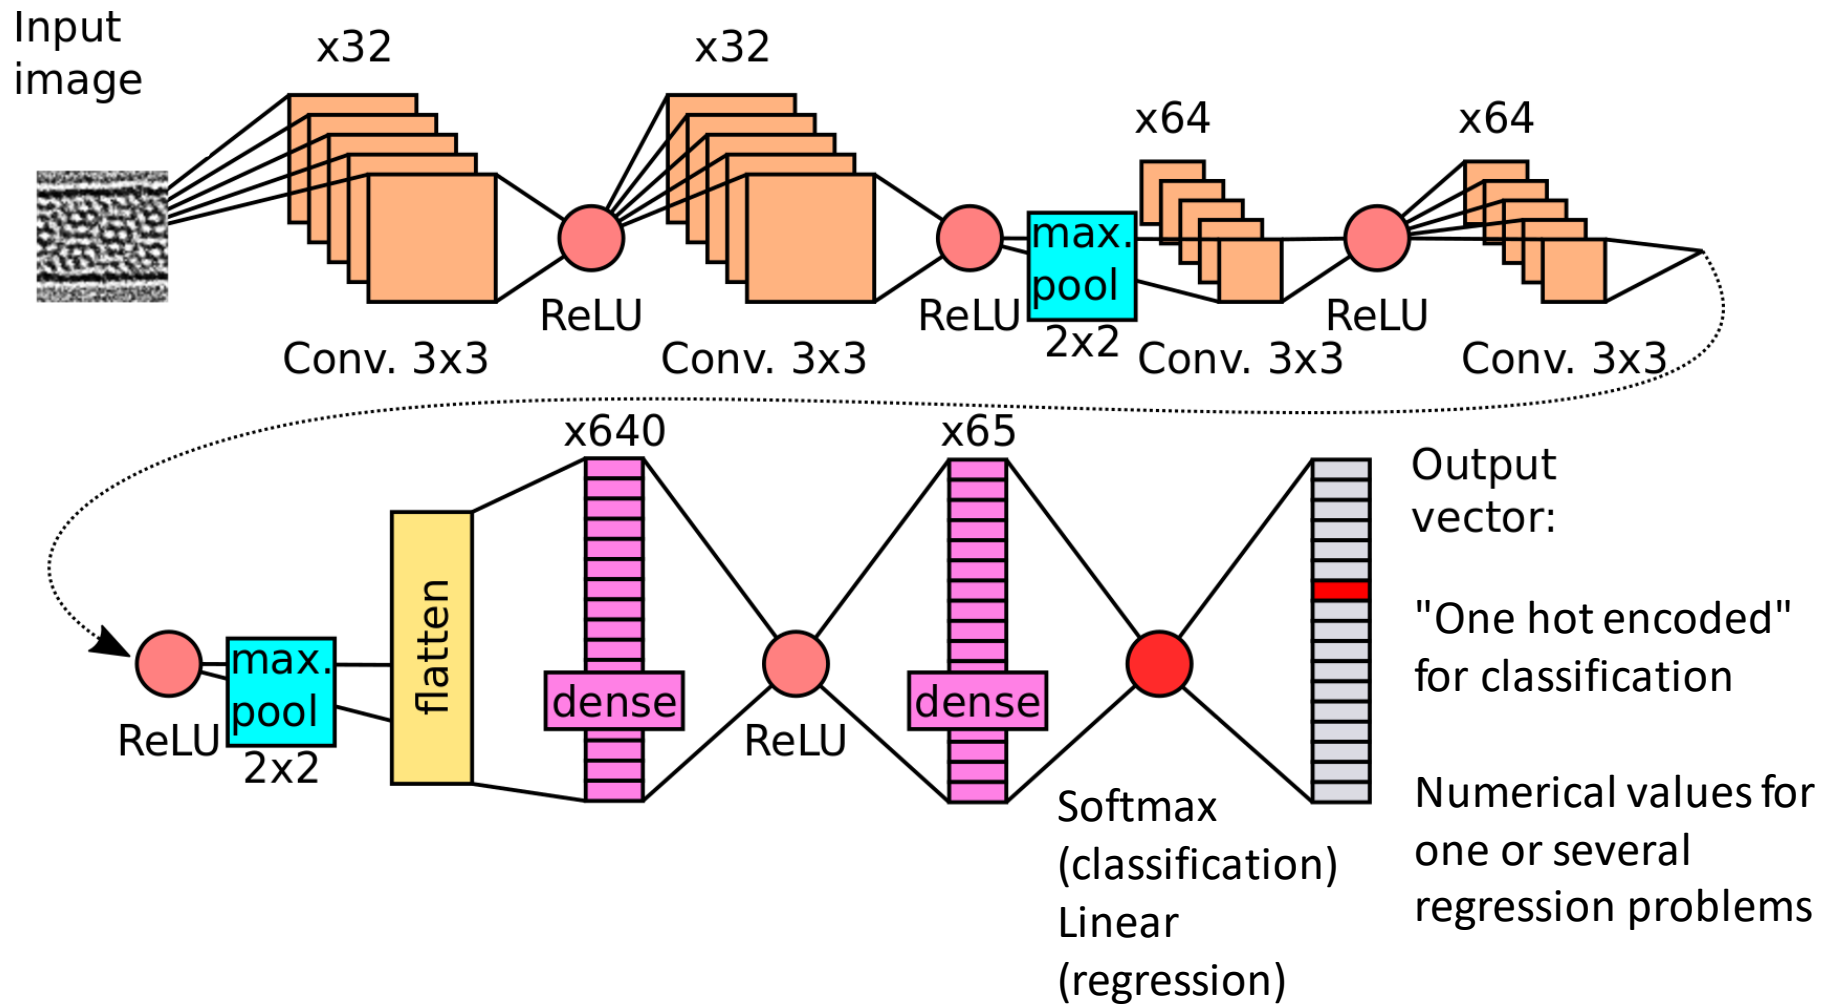 Input
image
x32
x32
x64
x64
max.
pool
2x2
ReLU
ReLU
ReLU
Conv. 3x3
Conv. 3x3
Conv. 3x3
Conv. 3x3
x640
x65
flatten
dense
dense
ReLU
max.
pool
2x2
ReLU
Softmax
(classification)
Linear
(regression)
Output
vector:
"One hot encoded"
for classification
Numerical values for
one or several
regression problems